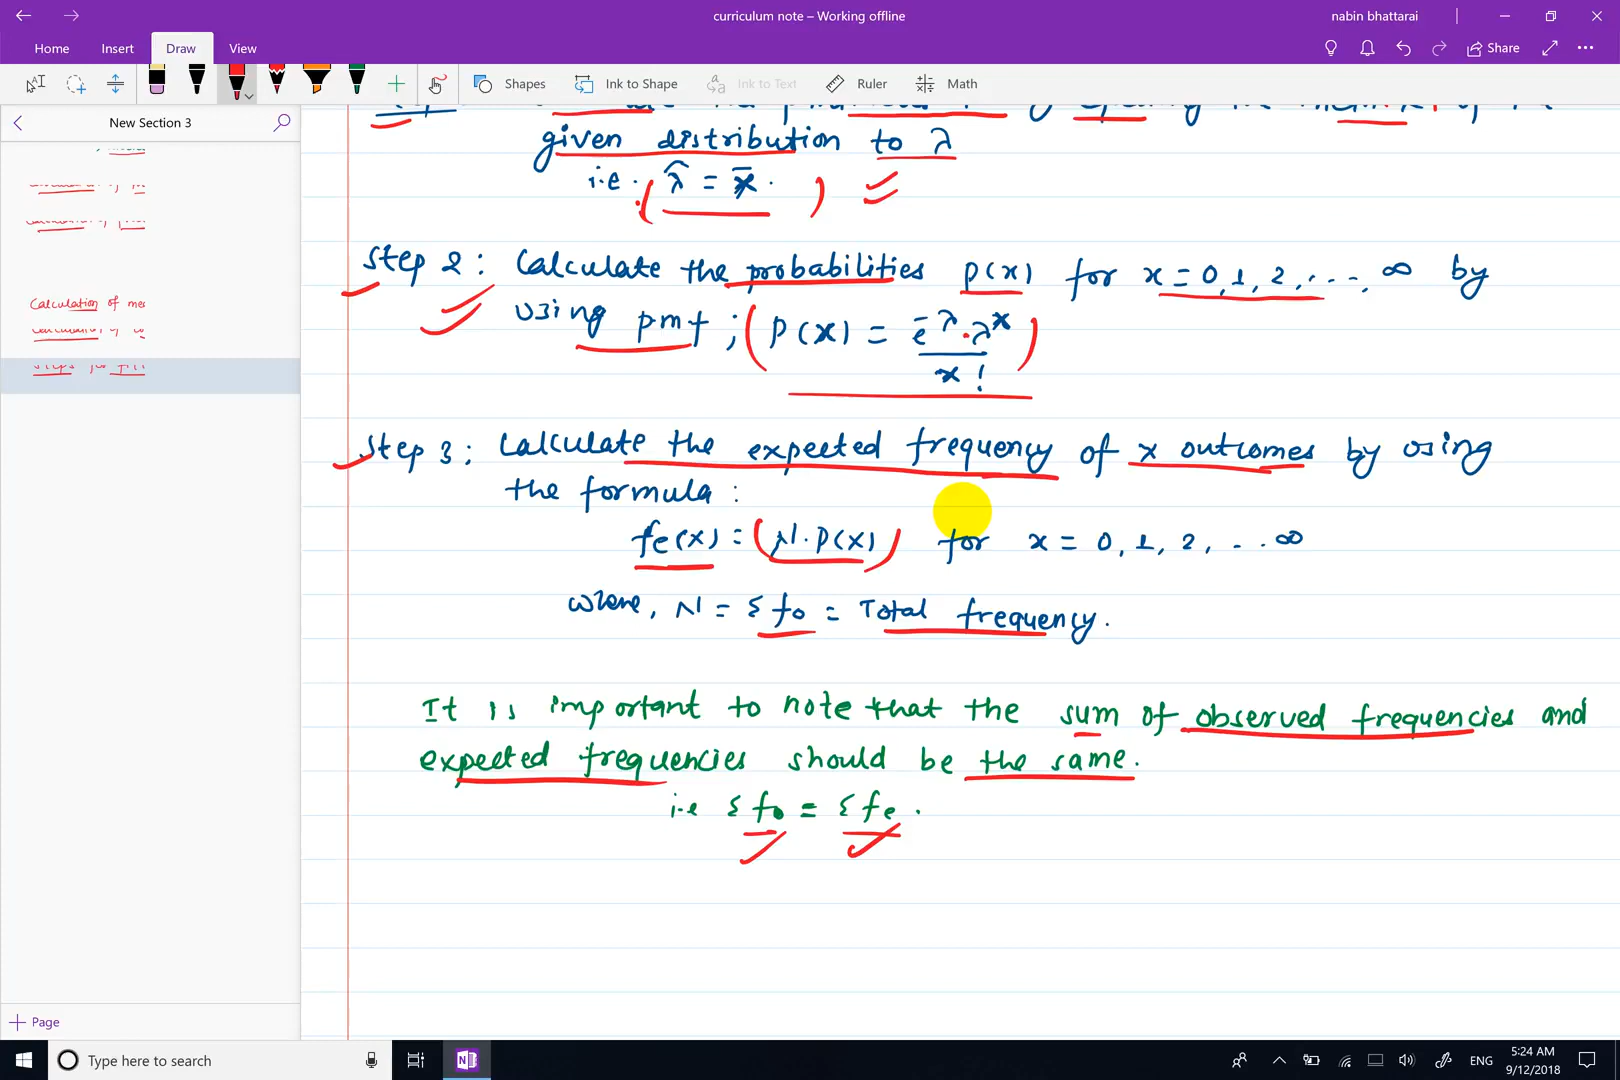 curriculum note – Working offline
nabin bhattarai
Home Insert Draw View
Share
Shapes Ink to Shape Ink to Text Ruler Math
New Section 3
given distribution to λ
i.e. (λ̂ = x̄. )
Step 2: Calculate the probabilities p(x) for x = 0, 1, 2, ..., ∞ by
using pmf ; (P(x) = e^-λ · λ^x / x!)
Step 3: Calculate the expected frequency of x outcomes by using
the formula :
fe(x) = (N·P(x)) for x = 0, 1, 2, ... ∞
where, N = Σ fo = Total frequency.
It is important to note that the sum of observed frequencies and
expected frequencies should be the same.
i.e Σ fo = Σ fe .
Calculation of me
+ Page
Type here to search
N
ENG
5:24 AM
9/12/2018